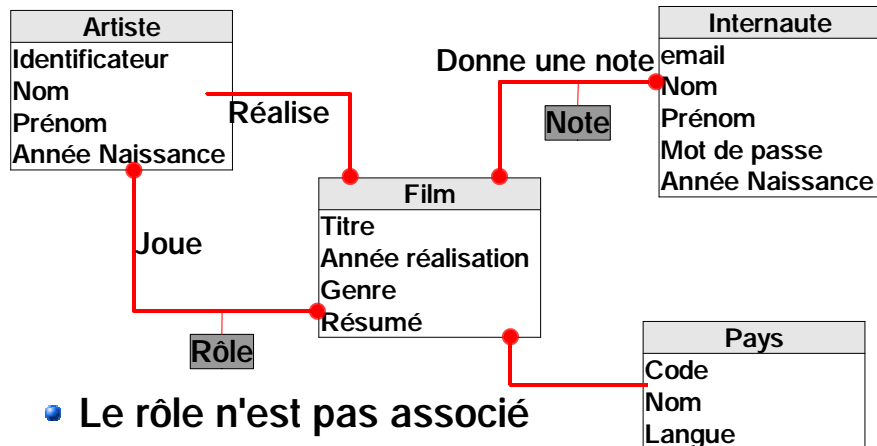 Artiste
Identificateur
Nom
Prénom
Année Naissance
Réalise
Joue
Rôle
Donne une note
Note
Internaute
email
Nom
Prénom
Mot de passe
Année Naissance
Film
Titre
Année réalisation
Genre
Résumé
Pays
Code
Nom
Langue
Le rôle n'est pas associé